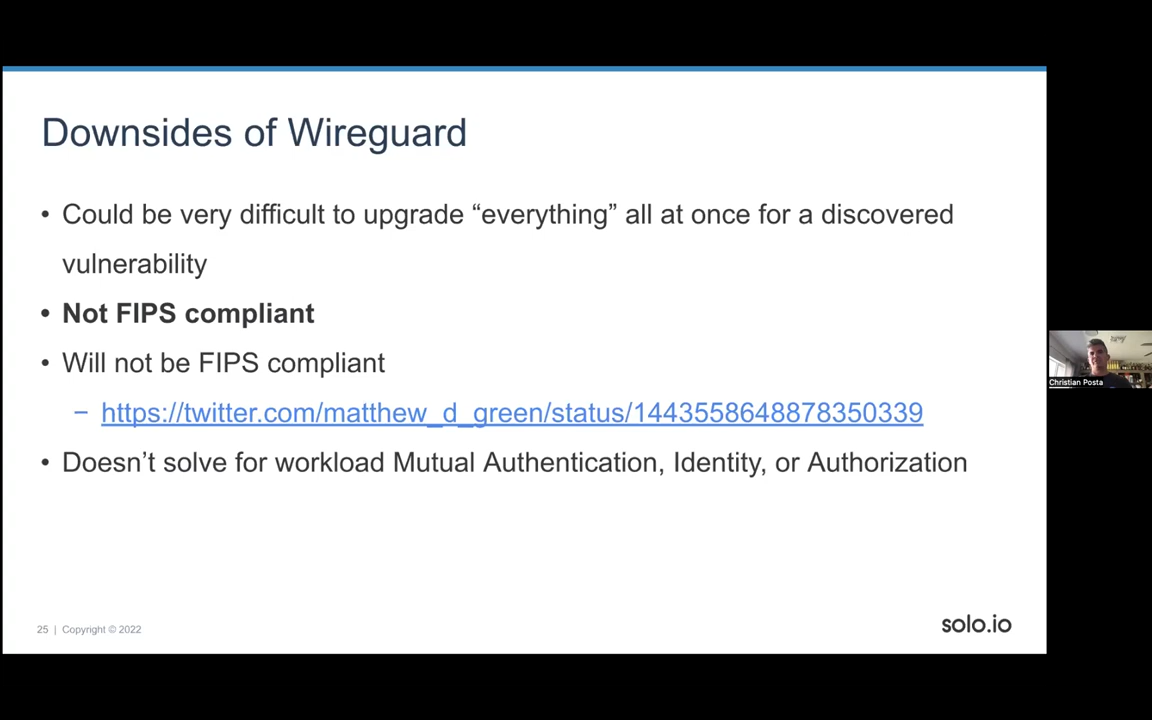 Downsides of Wireguard
• Could be very difficult to upgrade “everything” all at once for a discovered
vulnerability
• Not FIPS compliant
• Will not be FIPS compliant
– https://twitter.com/matthew_d_green/status/1443558648878350339
• Doesn’t solve for workload Mutual Authentication, Identity, or Authorization
Christian Posta
25 | Copyright © 2022
solo.io